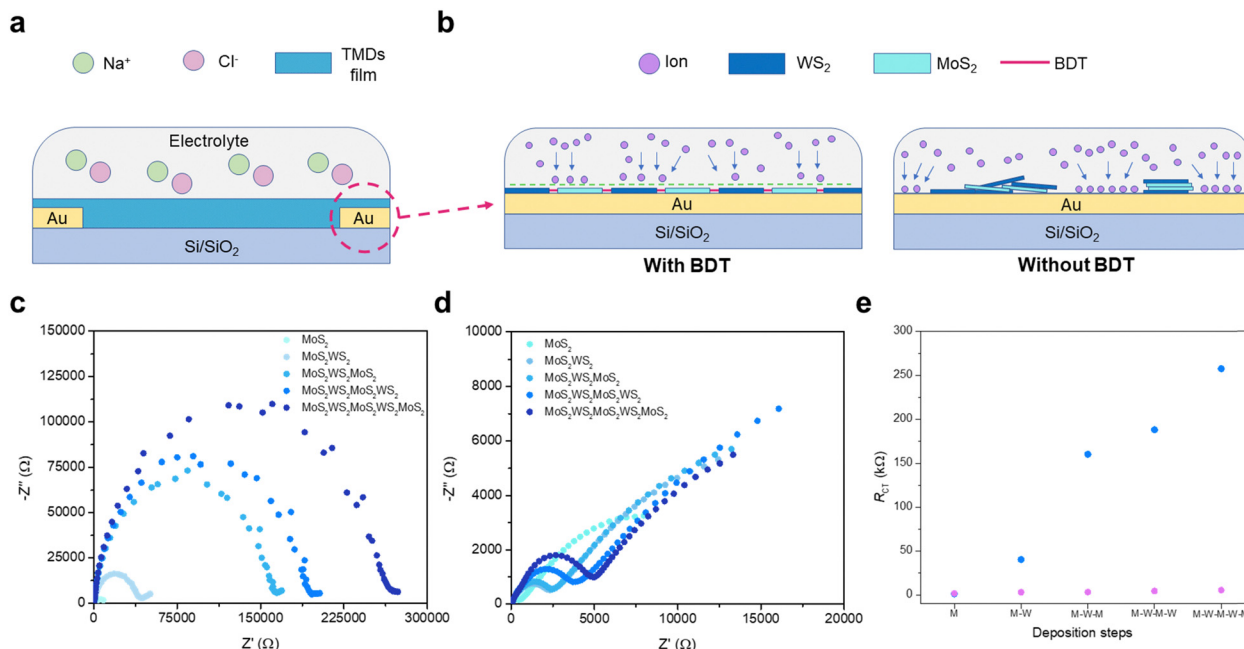 a
Na⁺
Cl⁻
TMDs
film
Electrolyte
Au
Au
Si/SiO₂
b
Ion
WS₂
MoS₂
BDT
Au
Si/SiO₂
With BDT
Au
Si/SiO₂
Without BDT
c
-Z'' (Ω)
150000
125000
100000
75000
50000
25000
0
0 75000 150000 225000 300000
Z' (Ω)
MoS₂
MoS₂WS₂
MoS₂WS₂MoS₂
MoS₂WS₂MoS₂WS₂
MoS₂WS₂MoS₂WS₂MoS₂
d
-Z'' (Ω)
10000
8000
6000
4000
2000
0
0 5000 10000 15000 20000
Z' (Ω)
MoS₂
MoS₂WS₂
MoS₂WS₂MoS₂
MoS₂WS₂MoS₂WS₂
MoS₂WS₂MoS₂WS₂MoS₂
e
R_CT (kΩ)
300
250
200
150
100
50
0
M M-W M-W-M M-W-M-W M-W-M-W-M
Deposition steps